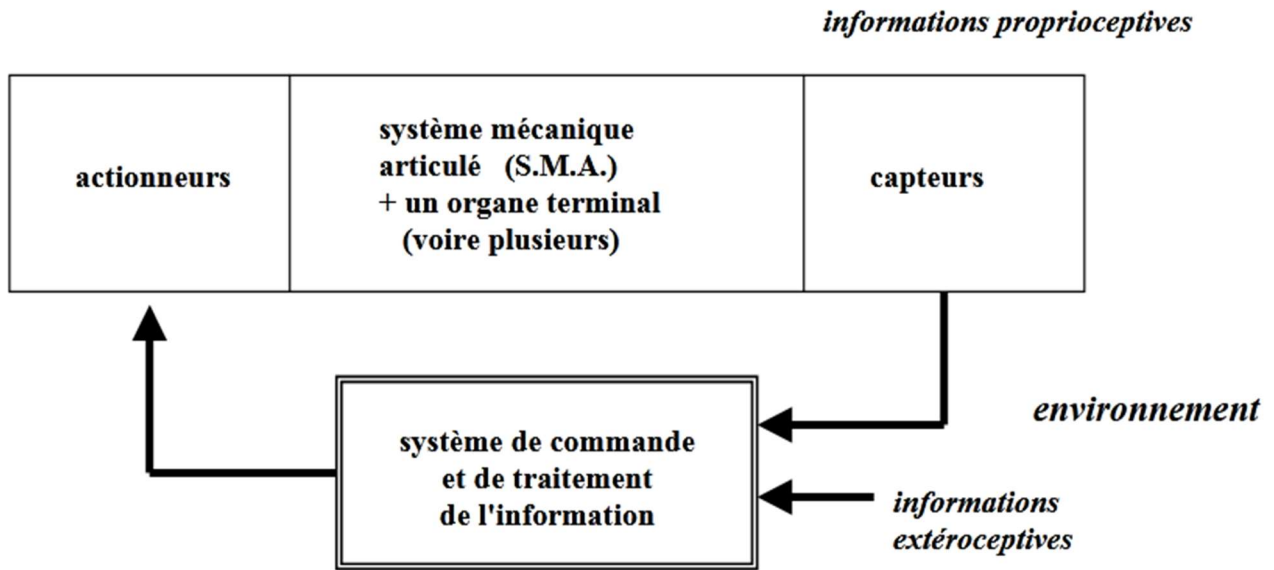 informations proprioceptives
actionneurs
système mécanique
articulé (S.M.A.)
+ un organe terminal
(voire plusieurs)
capteurs
environnement
système de commande
et de traitement
de l'information
informations
extéroceptives